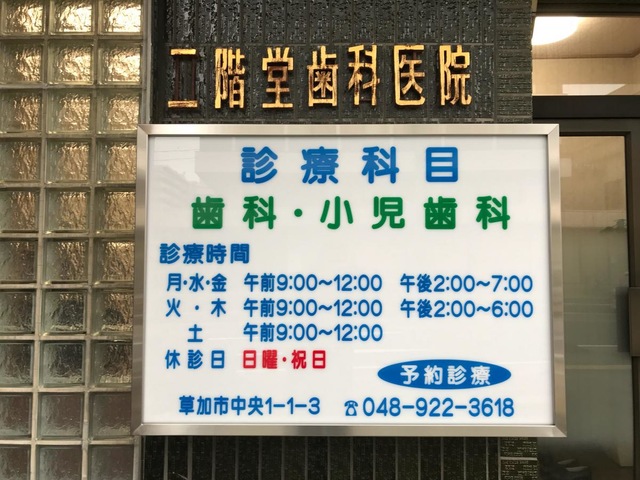 二階堂歯科医院
診療科目
歯科・小児歯科
診療時間
月・水・金 午前9:00～12:00 午後2:00～7:00
火・木 午前9:00～12:00 午後2:00～6:00
土 午前9:00～12:00
休診日 日曜・祝日
予約診療
草加市中央1-1-3 ☎048-922-3618